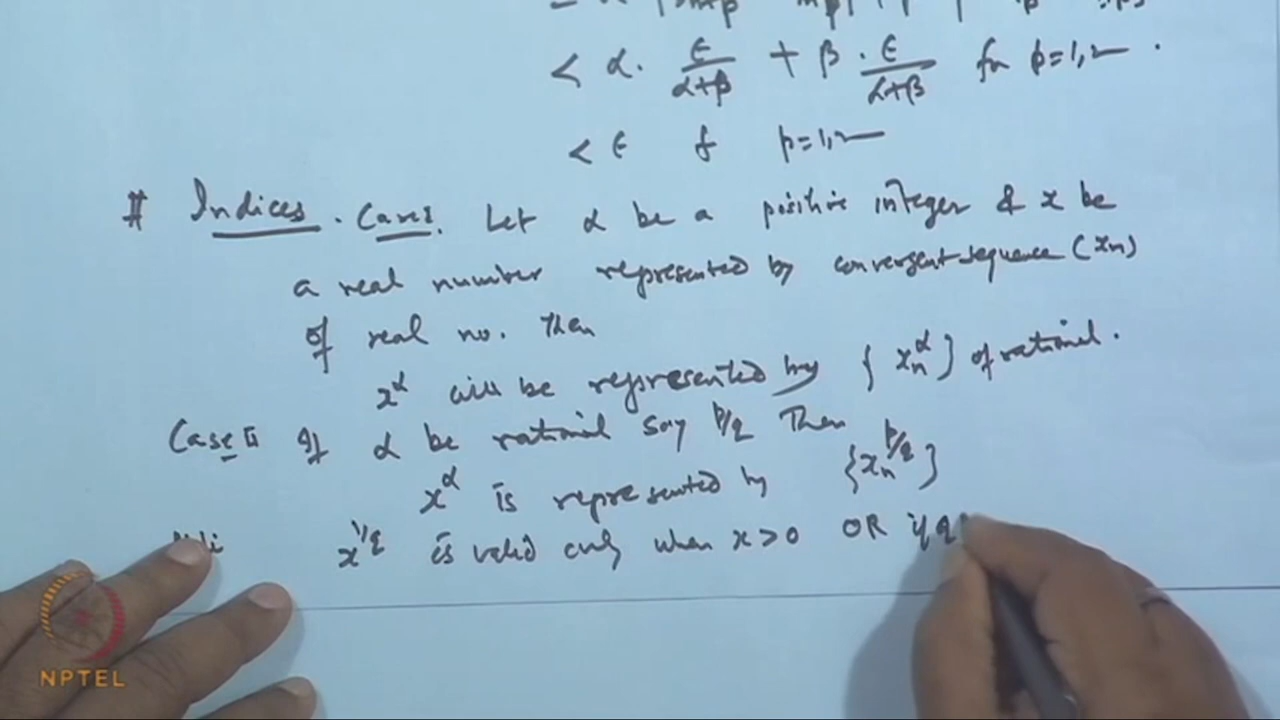 < α. ε/α+β + β. ε/α+β for p=1,2— .
< ε f p=1,2—
# Indices. Case I. Let α be a positive integer & x be
a real number represented by convergent sequence (xn)
of real no. Then
x^α will be represented by { xn^α } of rational.
Case II If α be rational say p/q Then
x^α is represented by {xn^p/q}
x^1/q is valid only when x>0 OR if q
NPTEL